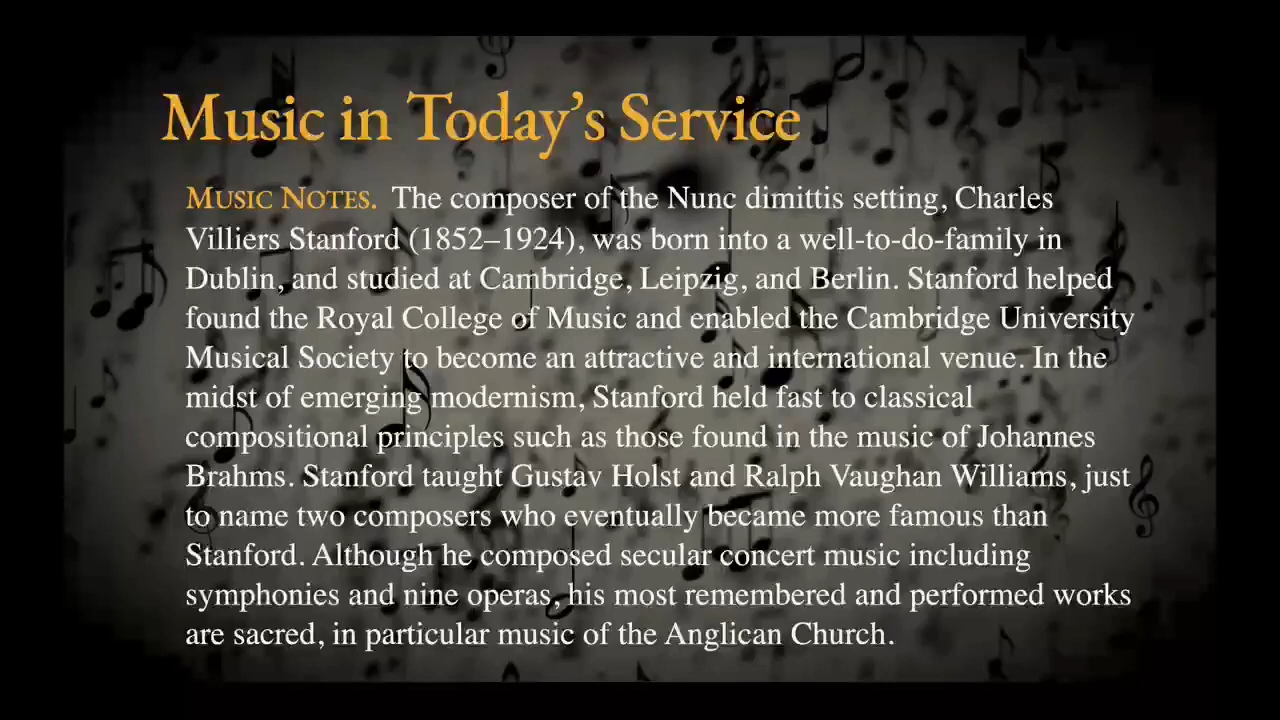 Music in Today’s Service
MUSIC NOTES. The composer of the Nunc dimittis setting, Charles
Villiers Stanford (1852–1924), was born into a well-to-do-family in
Dublin, and studied at Cambridge, Leipzig, and Berlin. Stanford helped
found the Royal College of Music and enabled the Cambridge University
Musical Society to become an attractive and international venue. In the
midst of emerging modernism, Stanford held fast to classical
compositional principles such as those found in the music of Johannes
Brahms. Stanford taught Gustav Holst and Ralph Vaughan Williams, just
to name two composers who eventually became more famous than
Stanford. Although he composed secular concert music including
symphonies and nine operas, his most remembered and performed works
are sacred, in particular music of the Anglican Church.